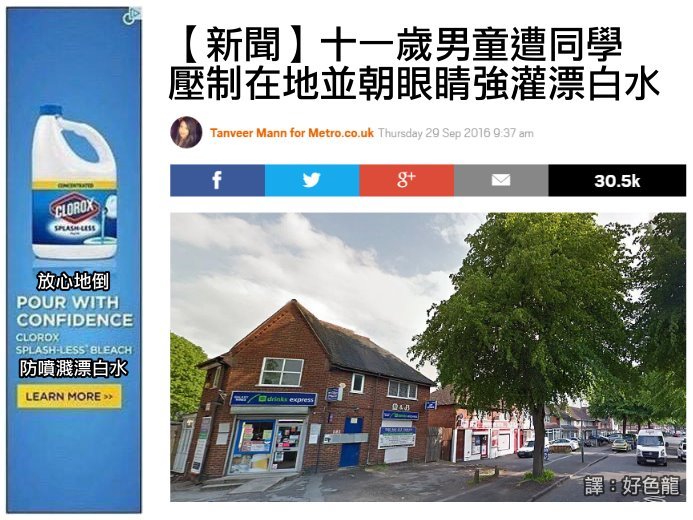 【新聞】十一歲男童遭同學
壓制在地並朝眼睛強灌漂白水
Tanveer Mann for Metro.co.uk Thursday 29 Sep 2016 9:37 am
f
g+
30.5k
CONCENTRATED
CLOROX
SPLASH-LESS
放心地倒
POUR WITH
CONFIDENCE
CLOROX
SPLASH-LESS® BLEACH
防噴濺漂白水
LEARN MORE >>
drinks express
譯：好色龍